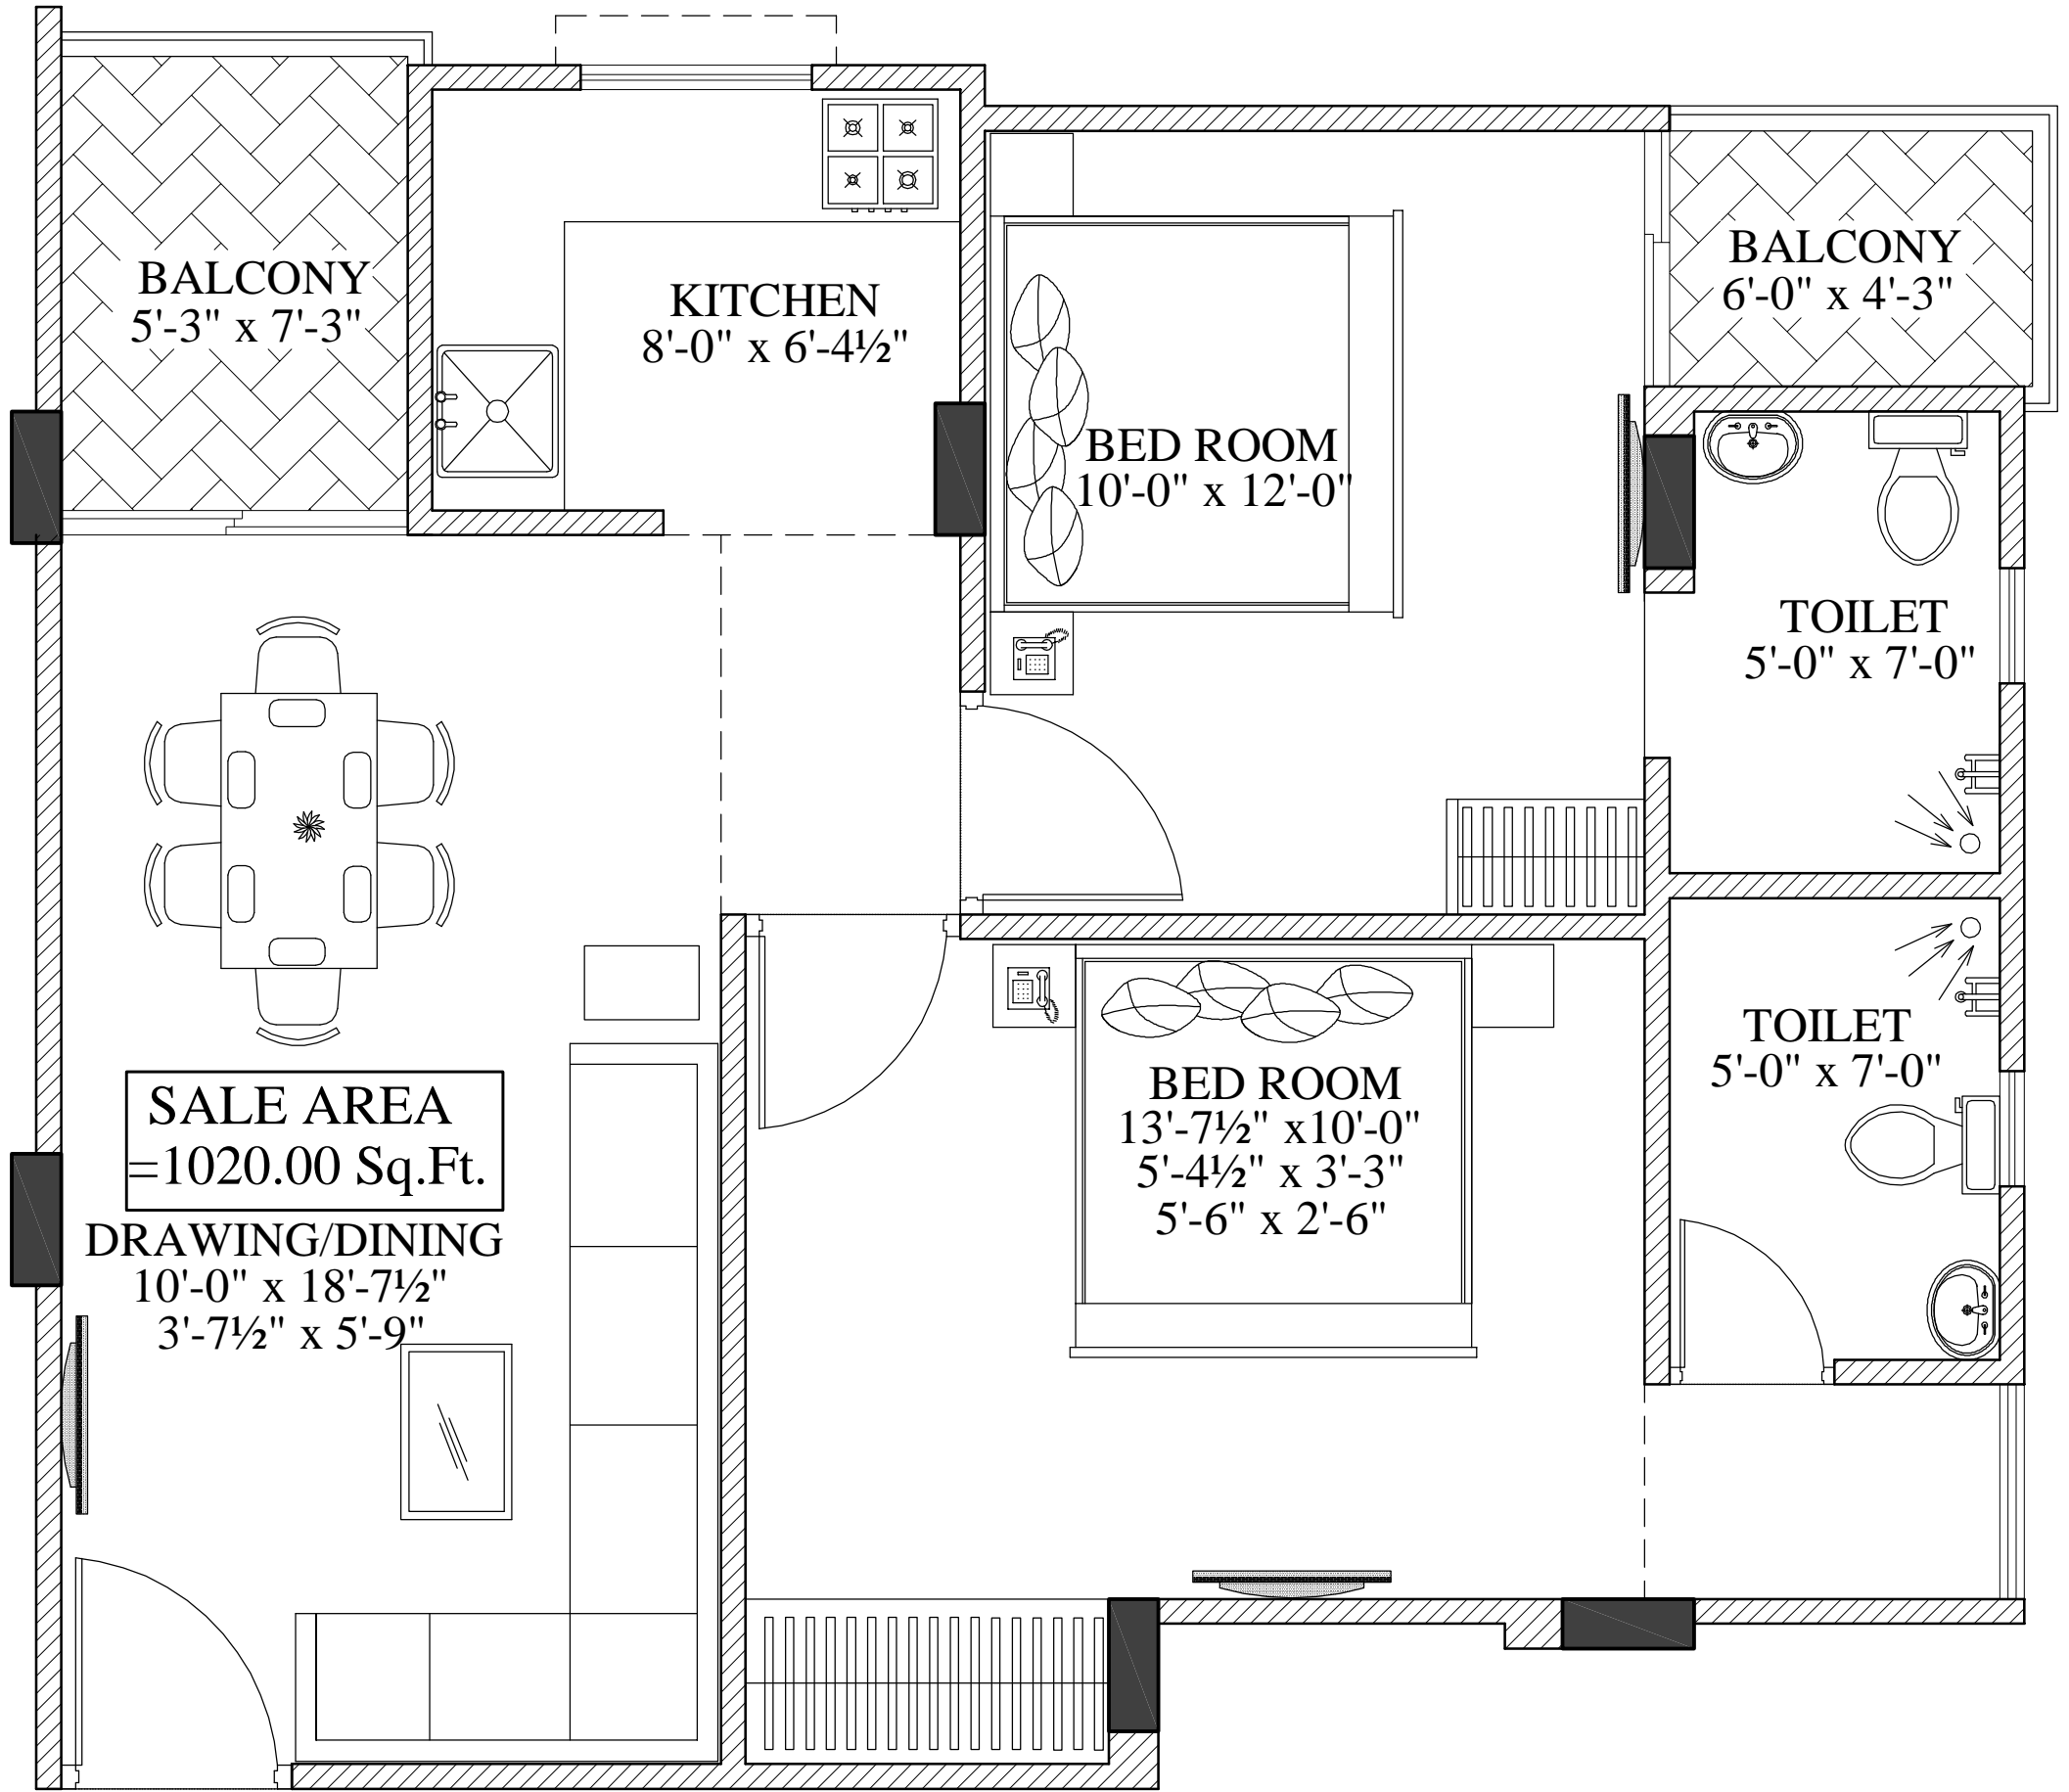 BALCONY
5'-3" x 7'-3"
KITCHEN
8'-0" x 6'-4½"
BALCONY
6'-0" x 4'-3"
BED ROOM
10'-0" x 12'-0"
TOILET
5'-0" x 7'-0"
TOILET
5'-0" x 7'-0"
BED ROOM
13'-7½" x10'-0"
5'-4½" x 3'-3"
5'-6" x 2'-6"
SALE AREA
=1020.00 Sq.Ft.
DRAWING/DINING
10'-0" x 18'-7½"
3'-7½" x 5'-9"